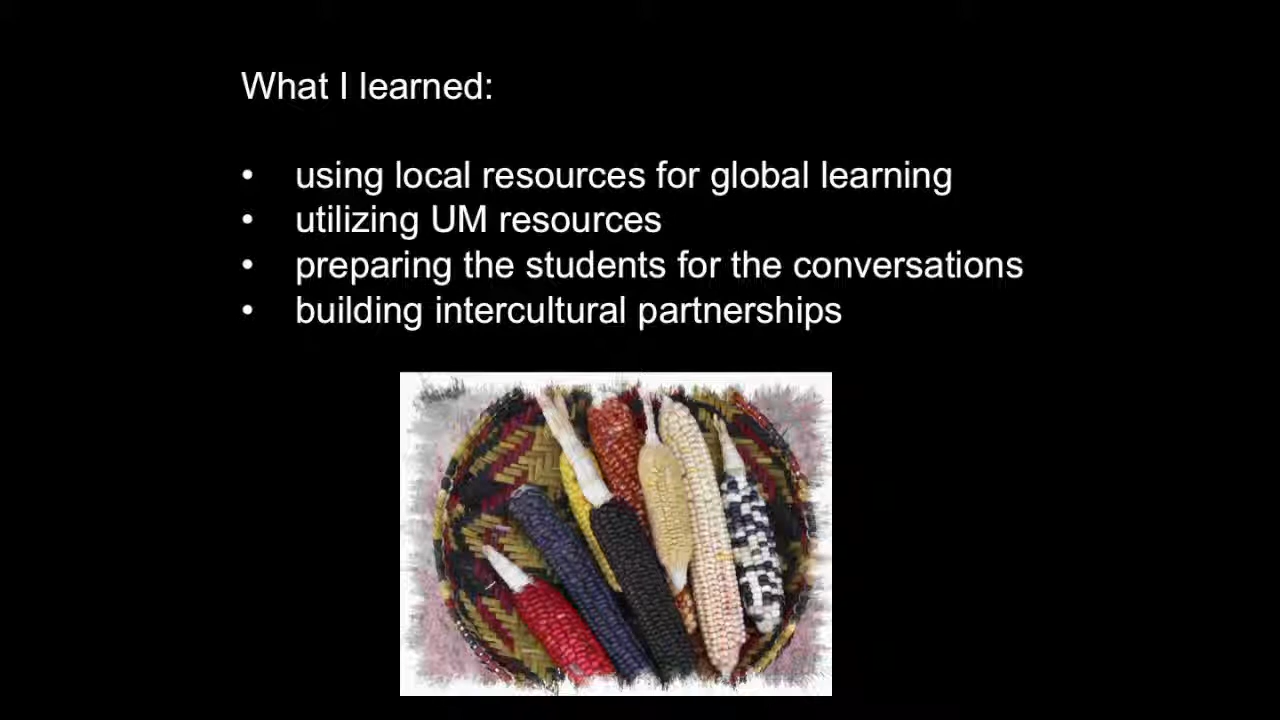 What I learned:
• using local resources for global learning
• utilizing UM resources
• preparing the students for the conversations
• building intercultural partnerships